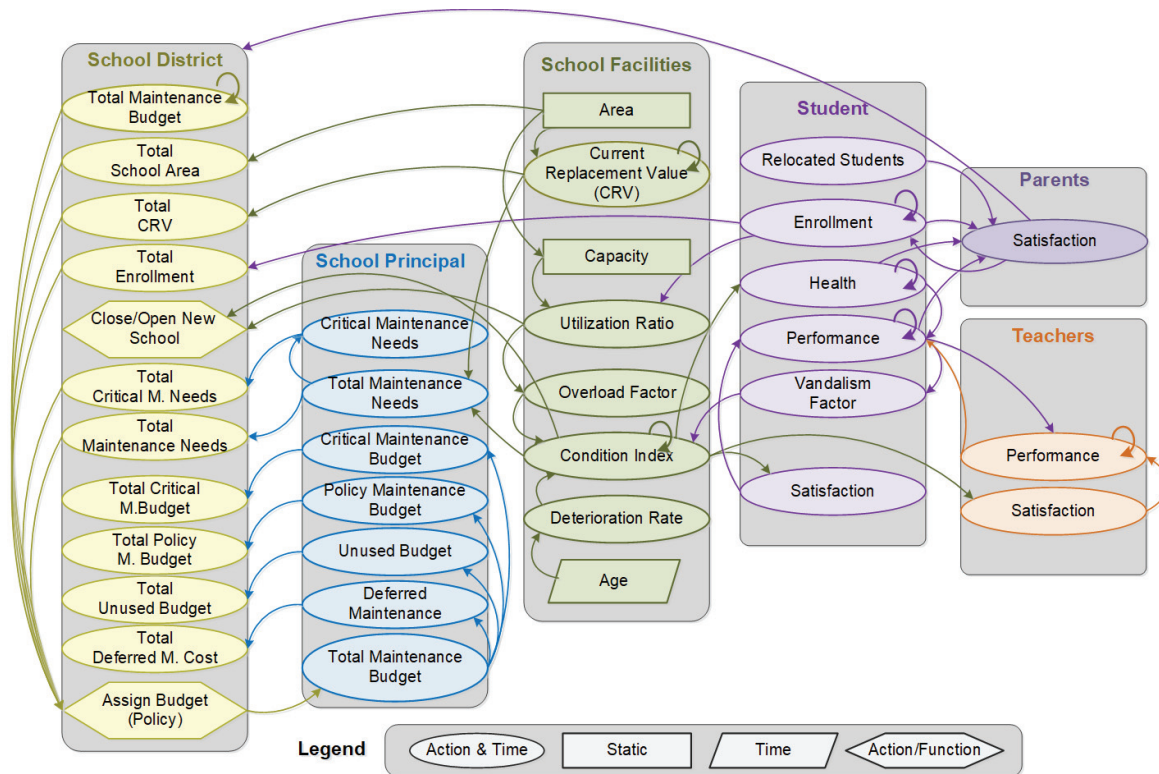 School District
Total Maintenance
Budget
Total
School Area
Total
CRV
Total
Enrollment
Close/Open New
School
Total
Critical M. Needs
Total
Maintenance Needs
Total Critical
M.Budget
Total Policy
M. Budget
Total
Unused Budget
Total
Deferred M. Cost
Assign Budget
(Policy)
School Principal
Critical Maintenance
Needs
Total Maintenance
Needs
Critical Maintenance
Budget
Policy Maintenance
Budget
Unused Budget
Deferred
Maintenance
Total Maintenance
Budget
School Facilities
Area
Current
Replacement Value
(CRV)
Capacity
Utilization Ratio
Overload Factor
Condition Index
Deterioration Rate
Age
Student
Relocated Students
Enrollment
Health
Performance
Vandalism
Factor
Satisfaction
Parents
Satisfaction
Teachers
Performance
Satisfaction
Legend
Action & Time
Static
Time
Action/Function